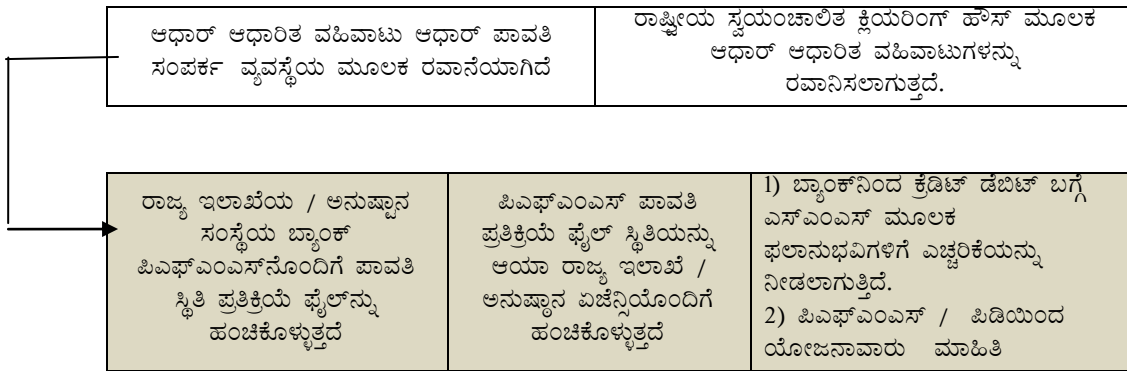 ಆಧಾರ್ ಆಧಾರಿತ ವಹಿವಾಟು ಆಧಾರ್ ಪಾವತಿ
ಸಂಪರ್ಕ ವ್ಯವಸ್ಥೆಯ ಮೂಲಕ ರವಾನೆಯಾಗಿದೆ
ರಾಷ್ಟ್ರೀಯ ಸ್ವಯಂಚಾಲಿತ ಕ್ಲಿಯರಿಂಗ್ ಹೌಸ್ ಮೂಲಕ
ಆಧಾರ್ ಆಧಾರಿತ ವಹಿವಾಟುಗಳನ್ನು
ರವಾನಿಸಲಾಗುತ್ತದೆ.
ರಾಜ್ಯ ಇಲಾಖೆಯ / ಅನುಷ್ಠಾನ
ಸಂಸ್ಥೆಯ ಬ್ಯಾಂಕ್
ಪಿಎಫ್ಎಂಎಸ್‌ನೊಂದಿಗೆ ಪಾವತಿ
ಸ್ಥಿತಿ ಪ್ರತಿಕ್ರಿಯೆ ಫೈಲ್‌ನ್ನು
ಹಂಚಿಕೊಳ್ಳುತ್ತದೆ
ಪಿಎಫ್ಎಂಎಸ್ ಪಾವತಿ
ಪ್ರತಿಕ್ರಿಯೆ ಫೈಲ್ ಸ್ಥಿತಿಯನ್ನು
ಆಯಾ ರಾಜ್ಯ ಇಲಾಖೆ /
ಅನುಷ್ಠಾನ ಏಜೆನ್ಸಿಯೊಂದಿಗೆ
ಹಂಚಿಕೊಳ್ಳುತ್ತದೆ
1) ಬ್ಯಾಂಕ್‌ನಿಂದ ಕ್ರೆಡಿಟ್ ಡೆಬಿಟ್ ಬಗ್ಗೆ
ಎಸ್ಎಂಎಸ್ ಮೂಲಕ
ಫಲಾನುಭವಿಗಳಿಗೆ ಎಚ್ಚರಿಕೆಯನ್ನು
ನೀಡಲಾಗುತ್ತಿದೆ.
2) ಪಿಎಫ್ಎಂಎಸ್ / ಪಿಡಿಯಿಂದ
ಯೋಜನಾವಾರು ಮಾಹಿತಿ